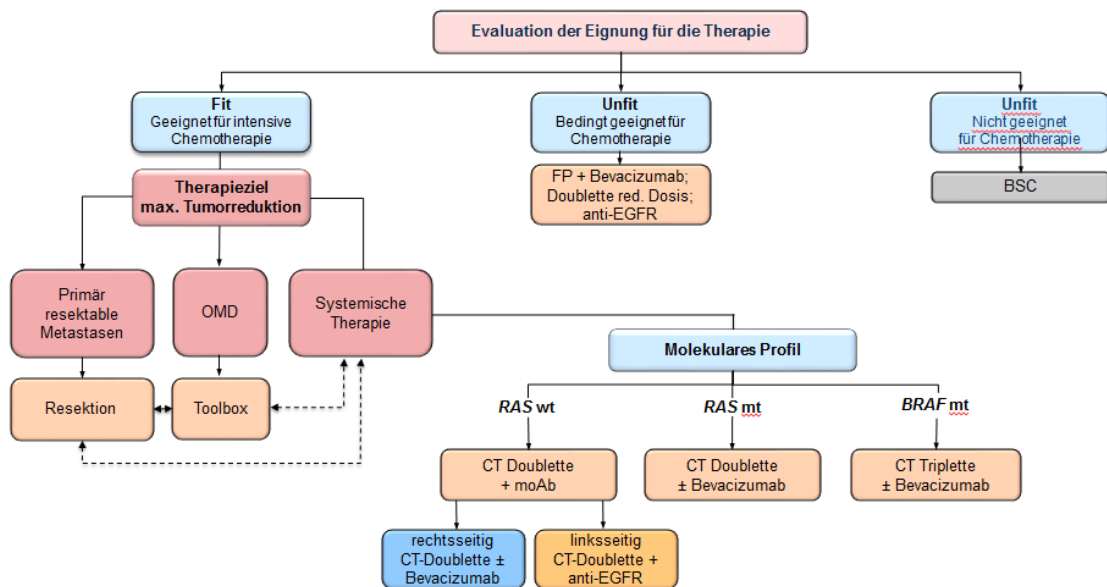 Evaluation der Eignung für die Therapie
Fit
Geeignet für intensive
Chemotherapie
Unfit
Bedingt geeignet für
Chemotherapie
Unfit
Nicht geeignet
für Chemotherapie
Therapieziel
max. Tumorreduktion
FP + Bevacizumab;
Doublette red. Dosis;
anti-EGFR
BSC
Primär
resektable
Metastasen
OMD
Systemische
Therapie
Resektion
Toolbox
Molekulares Profil
RAS wt
RAS mt
BRAF mt
CT Doublette
+ moAb
CT Doublette
± Bevacizumab
CT Triplette
± Bevacizumab
rechtsseitig
CT-Doublette ±
Bevacizumab
linksseitig
CT-Doublette +
anti-EGFR